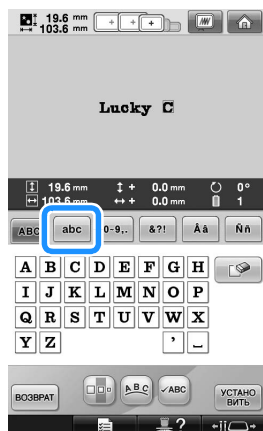 19.6 mm
103.6 mm
Lucky C
19.6 mm + 0.0 mm 0°
103.6 mm + 0.0 mm 1
ABC abc 0-9,. &?! Ââ Ññ
A B C D E F G H
I J K L M N O P
Q R S T U V W X
Y Z ’ _
ВОЗВРАТ ABC ✓ABC УСТАНО
ВИТЬ
?